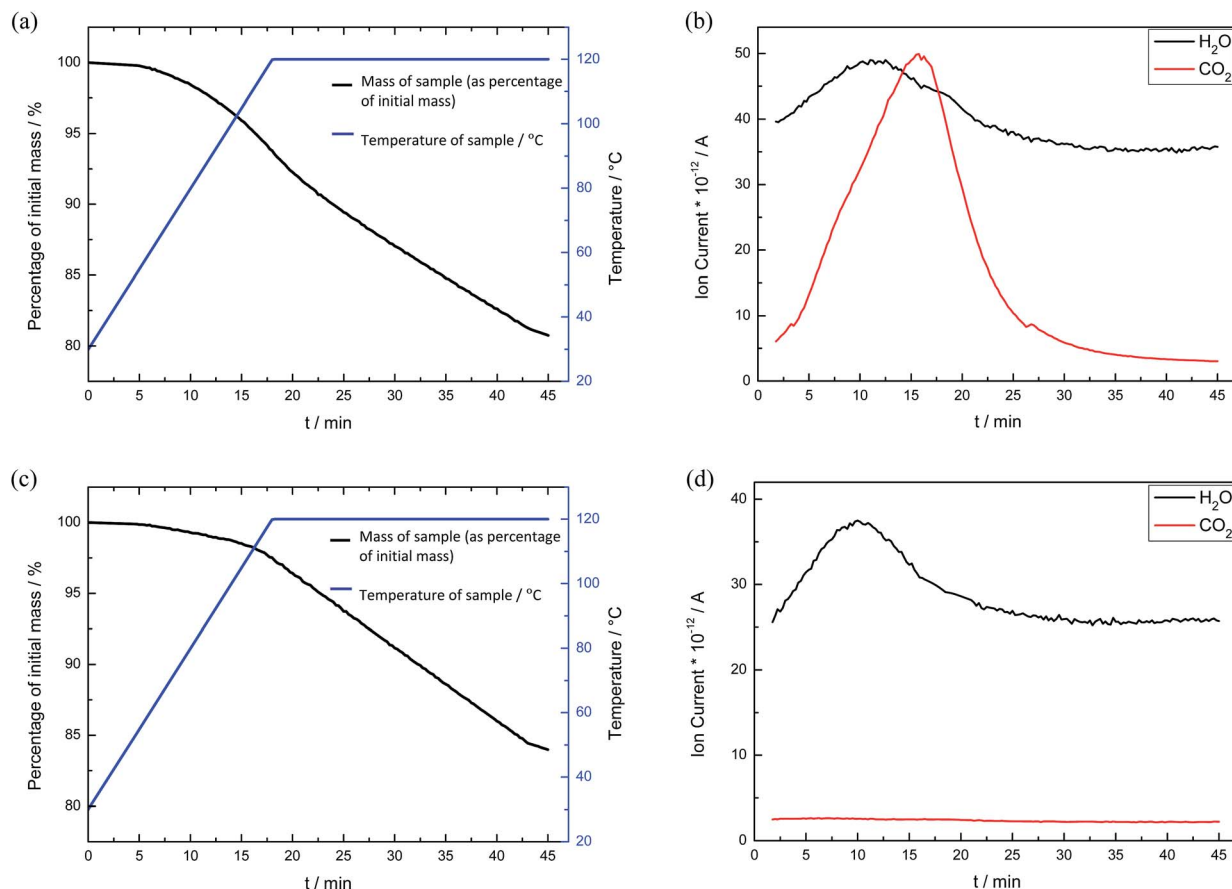 (a)
Percentage of initial mass / %
100
95
90
85
80
0 5 10 15 20 25 30 35 40 45
t / min
Mass of sample (as percentage
of initial mass)
Temperature of sample / °C
120
100
80
60
40
20
Temperature / °C
(b)
Ion Current * 10⁻¹² / A
50
40
30
20
10
0
0 5 10 15 20 25 30 35 40 45
t / min
H₂O
CO₂
(c)
Percentage of initial mass / %
100
95
90
85
80
0 5 10 15 20 25 30 35 40 45
t / min
Mass of sample (as percentage
of initial mass)
Temperature of sample / °C
120
100
80
60
40
20
Temperature / °C
(d)
Ion Current * 10⁻¹² / A
40
30
20
10
0
0 5 10 15 20 25 30 35 40 45
t / min
H₂O
CO₂